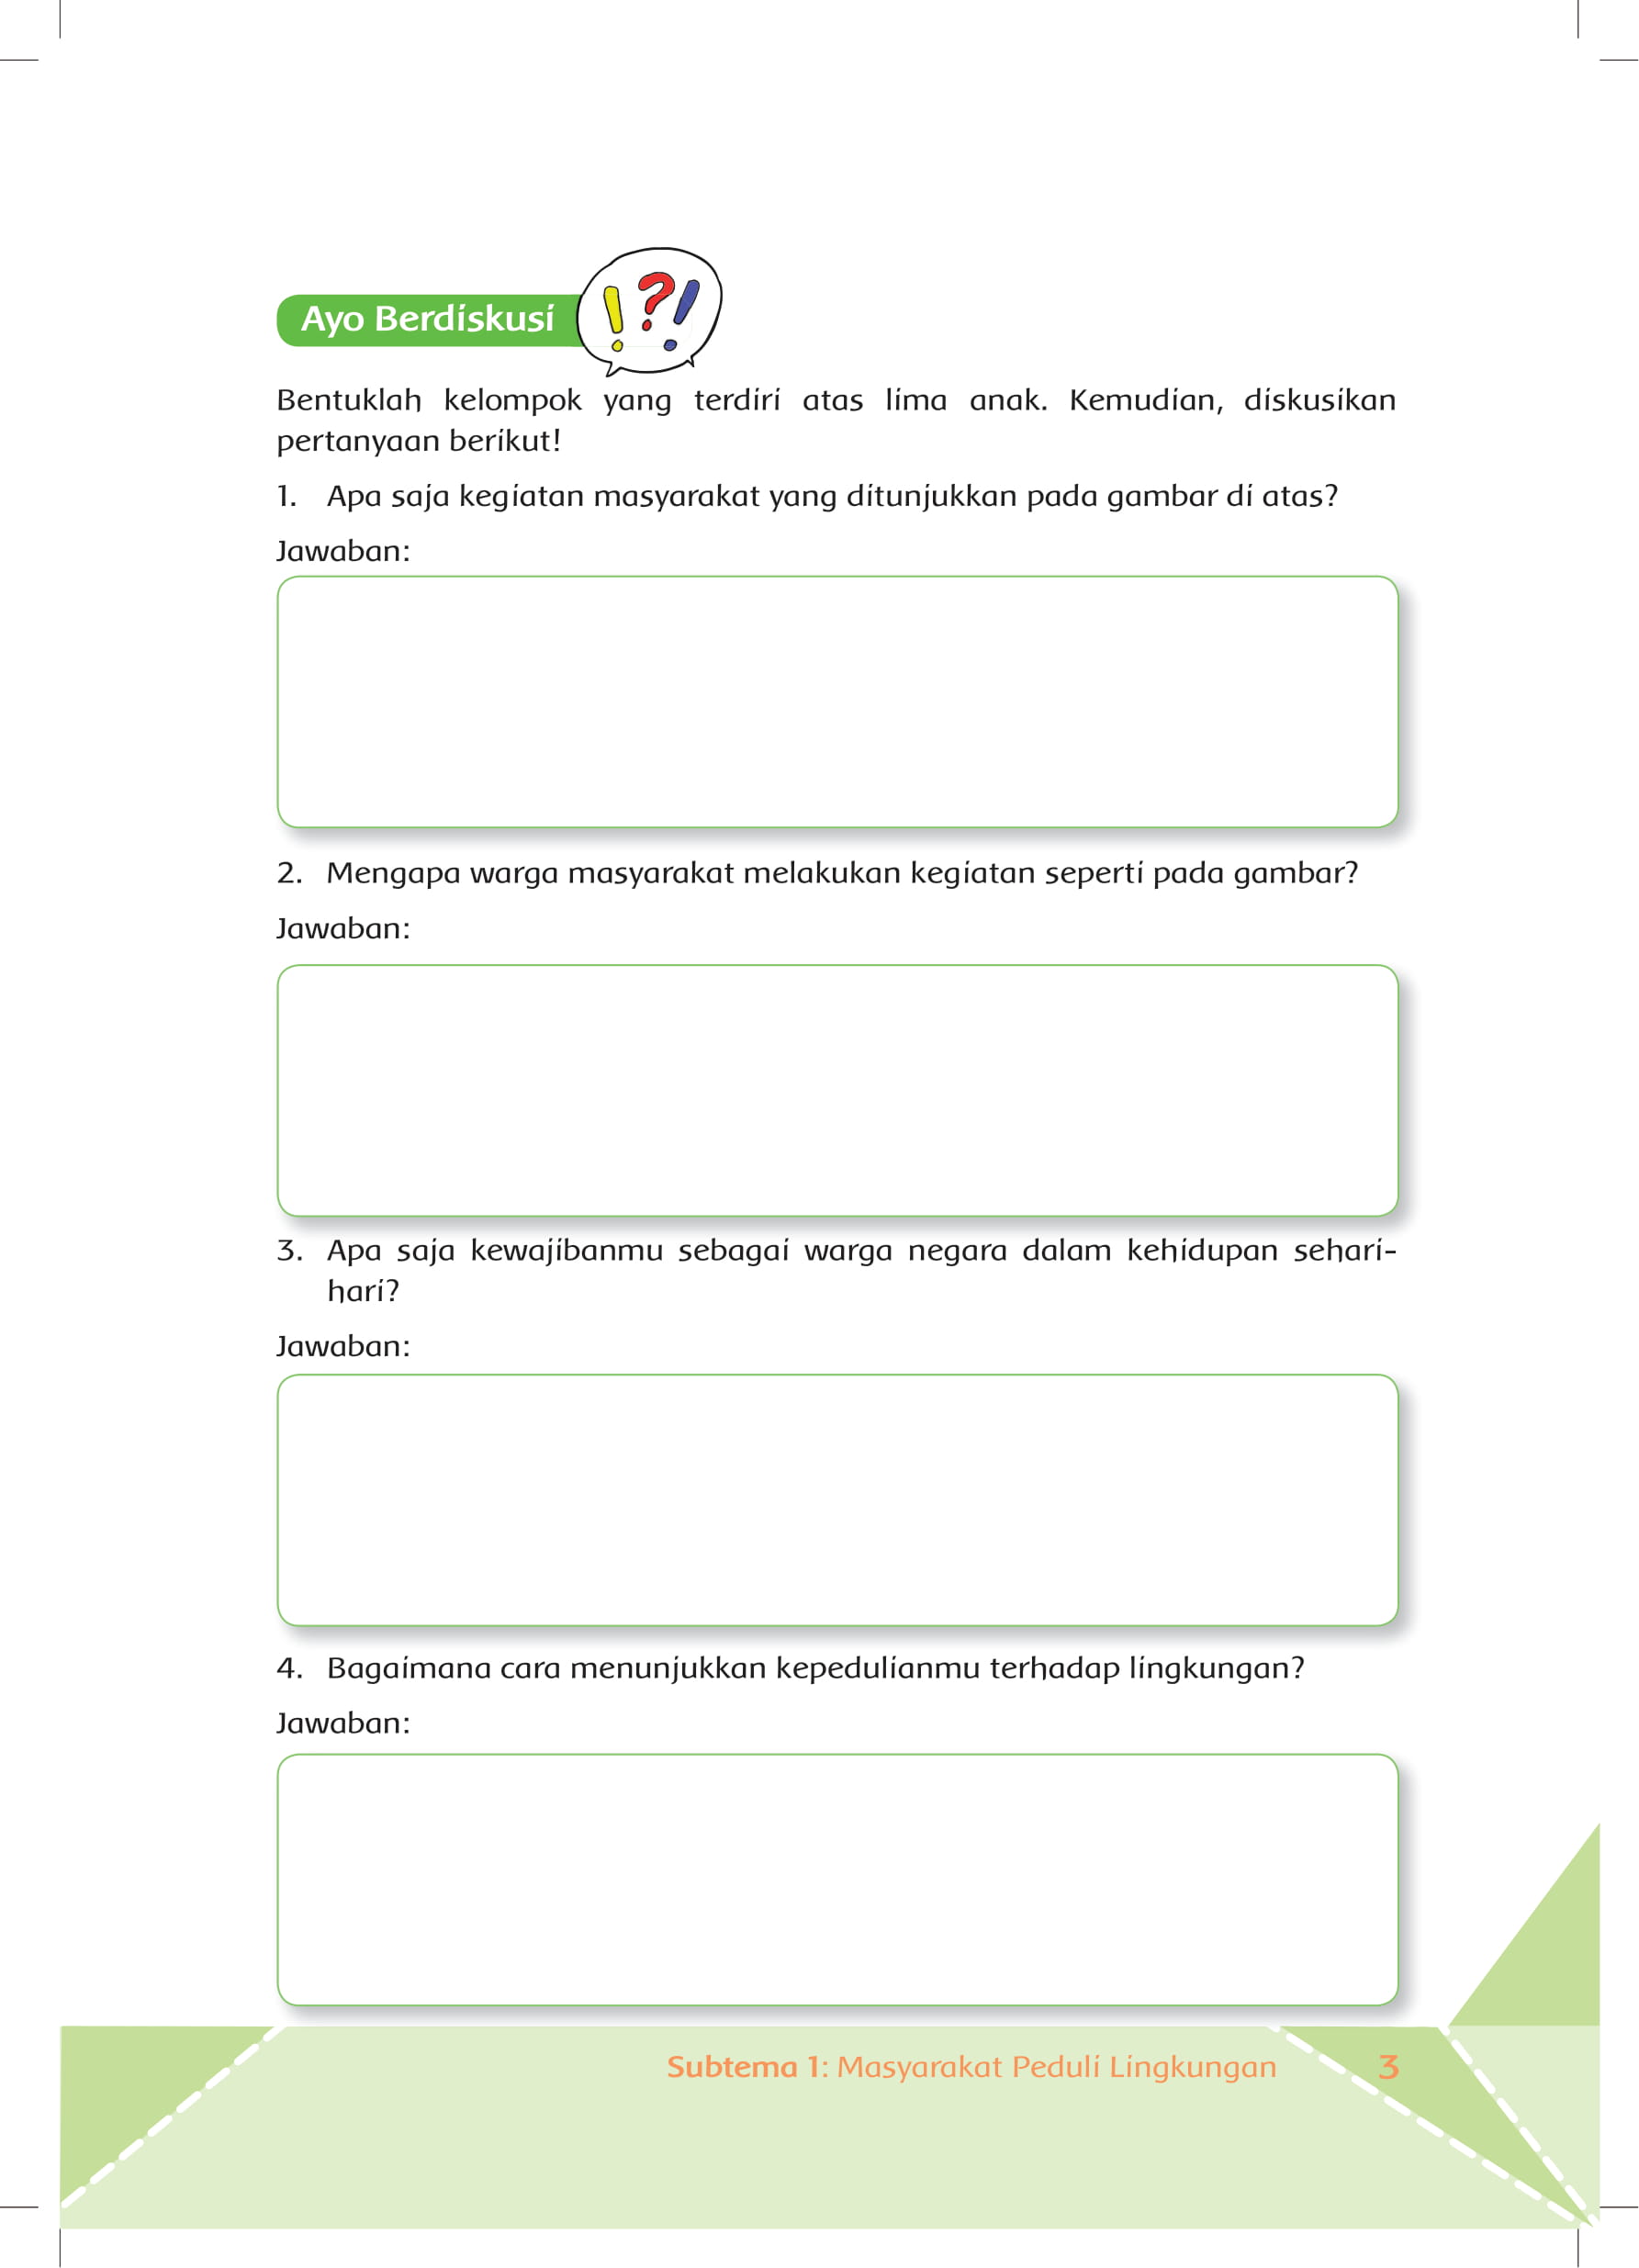 Ayo Berdiskusi
Bentuklah kelompok yang terdiri atas lima anak. Kemudian, diskusikan
pertanyaan berikut!
1. Apa saja kegiatan masyarakat yang ditunjukkan pada gambar di atas?
Jawaban:
2. Mengapa warga masyarakat melakukan kegiatan seperti pada gambar?
Jawaban:
3. Apa saja kewajibanmu sebagai warga negara dalam kehidupan sehari-
hari?
Jawaban:
4. Bagaimana cara menunjukkan kepedulianmu terhadap lingkungan?
Jawaban:
Subtema 1: Masyarakat Peduli Lingkungan 3